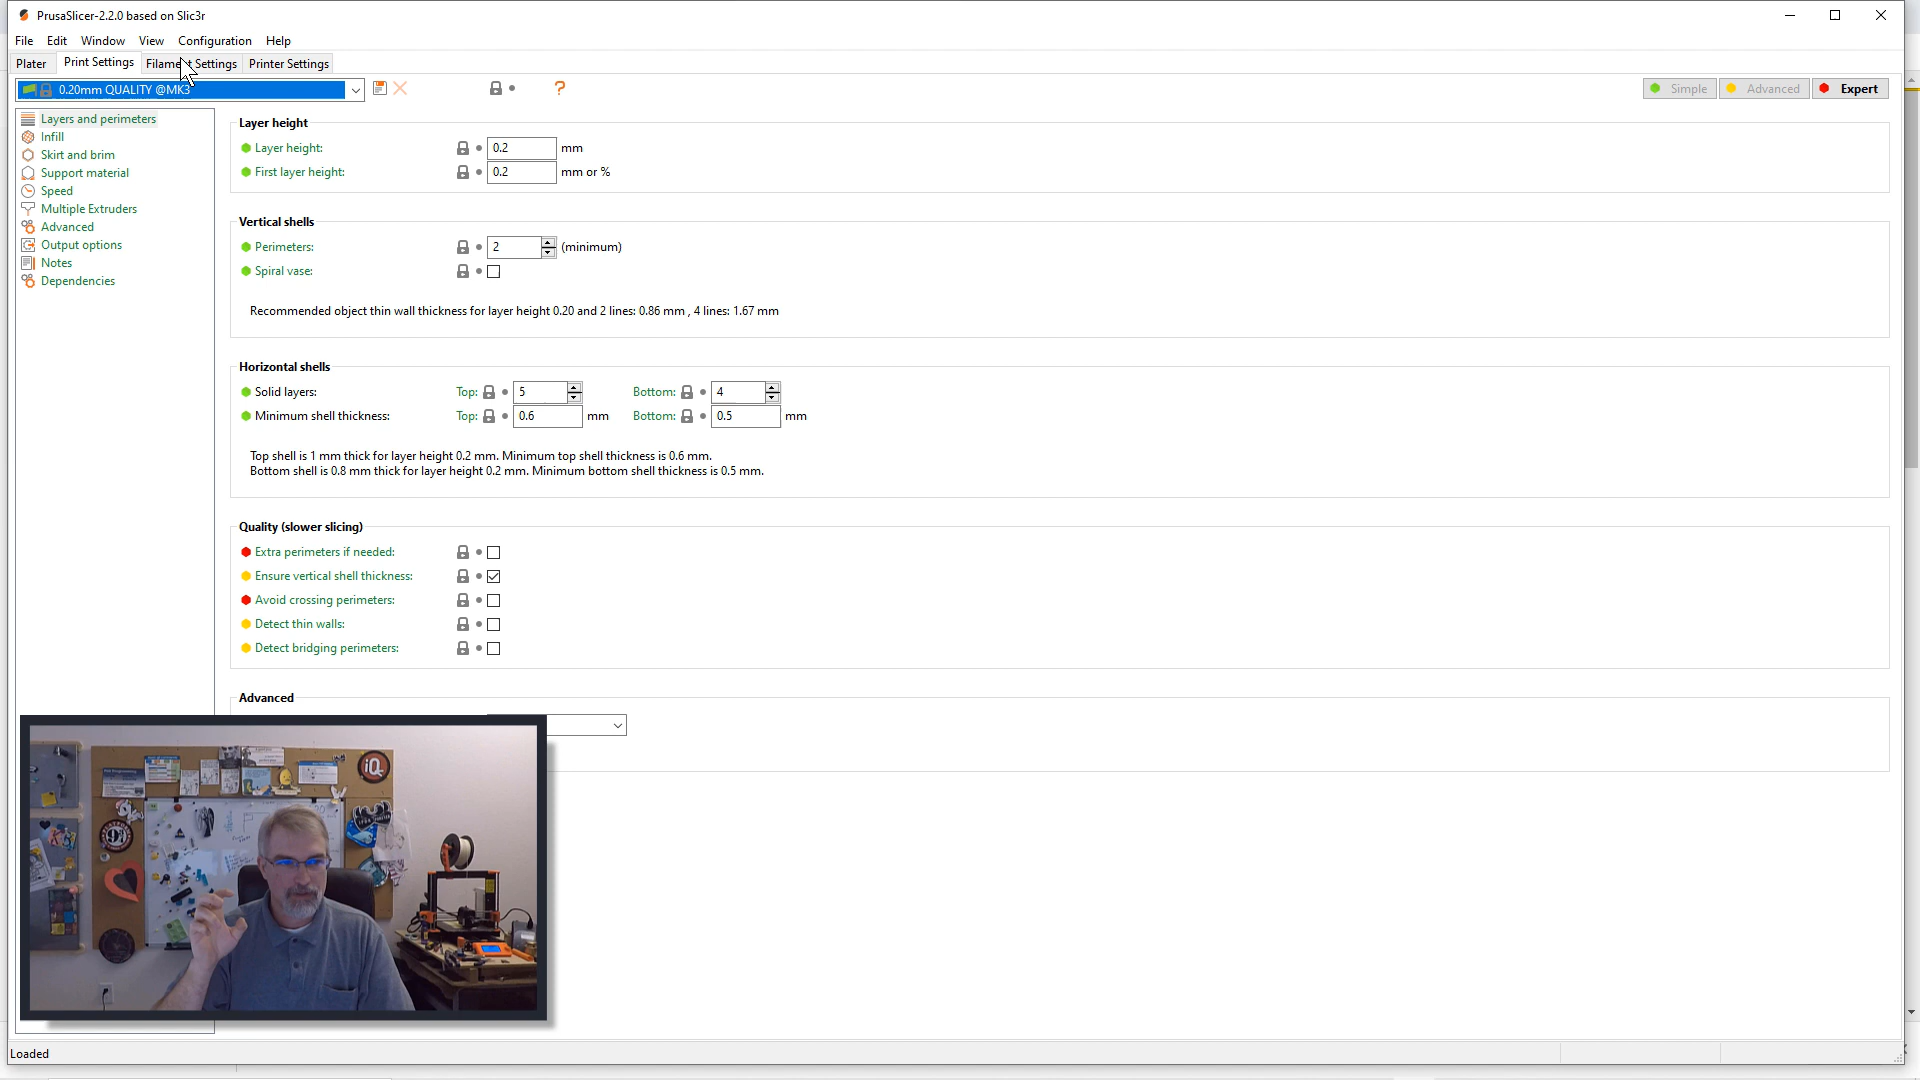 PrusaSlicer-2.2.0 based on Slic3r
File Edit Window View Configuration Help
Plater Print Settings Filament Settings Printer Settings
0.20mm QUALITY @MK3
?
Simple Advanced Expert
Layers and perimeters
Infill
Skirt and brim
Support material
Speed
Multiple Extruders
Advanced
Output options
Notes
Dependencies
Layer height
Layer height: 0.2 mm
First layer height: 0.2 mm or %
Vertical shells
Perimeters: 2 (minimum)
Spiral vase:
Recommended object thin wall thickness for layer height 0.20 and 2 lines: 0.86 mm , 4 lines: 1.67 mm
Horizontal shells
Solid layers: Top: 5 Bottom: 4
Minimum shell thickness: Top: 0.6 mm Bottom: 0.5 mm
Top shell is 1 mm thick for layer height 0.2 mm. Minimum top shell thickness is 0.6 mm.
Bottom shell is 0.8 mm thick for layer height 0.2 mm. Minimum bottom shell thickness is 0.5 mm.
Quality (slower slicing)
Extra perimeters if needed:
Ensure vertical shell thickness:
Avoid crossing perimeters:
Detect thin walls:
Detect bridging perimeters:
Advanced
iQ
91
Loaded